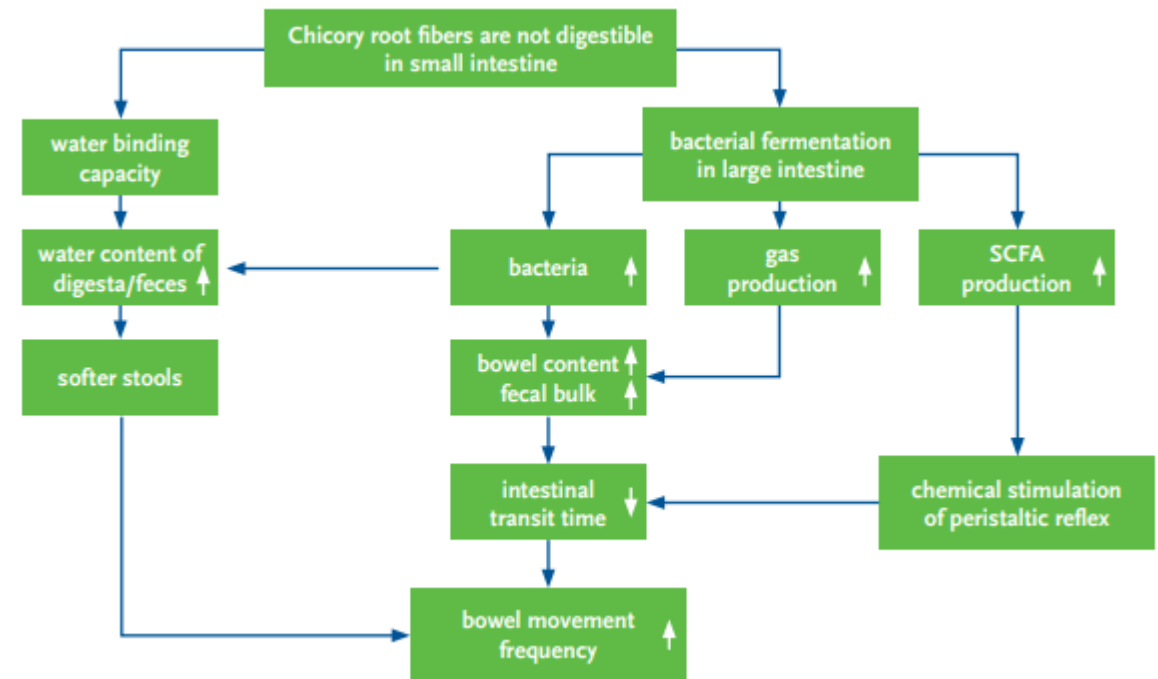 Chicory root fibers are not digestible
in small intestine
water binding
capacity
bacterial fermentation
in large intestine
water content of
digesta/feces
bacteria
gas
production
SCFA
production
softer stools
bowel content
fecal bulk
intestinal
transit time
chemical stimulation
of peristaltic reflex
bowel movement
frequency